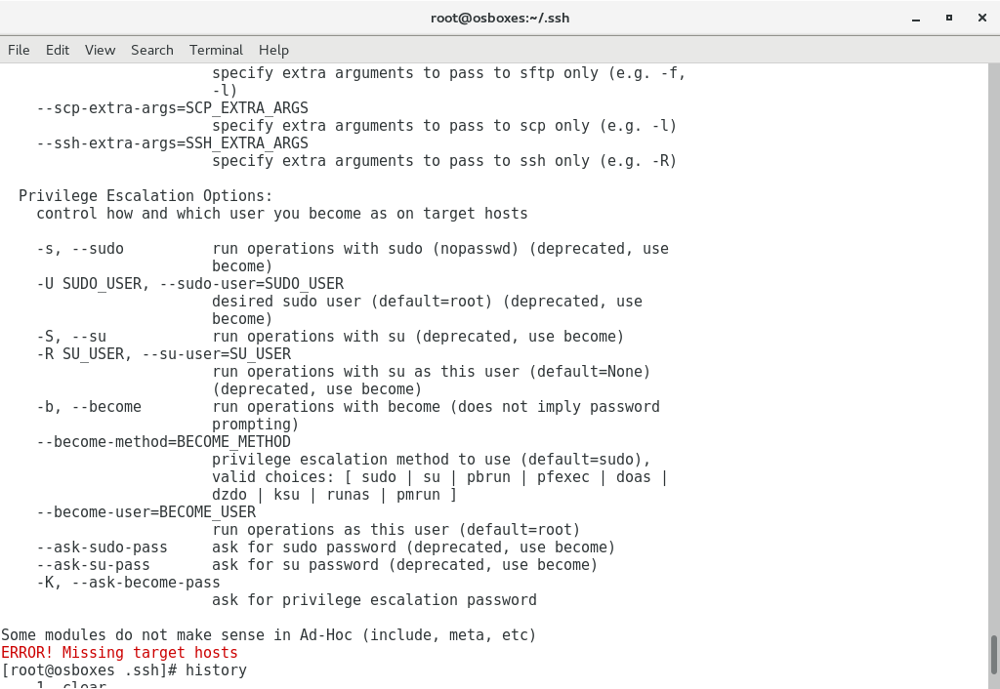 root@osboxes:~/.ssh
File Edit View Search Terminal Help
specify extra arguments to pass to sftp only (e.g. -f,
-l)
--scp-extra-args=SCP_EXTRA_ARGS
specify extra arguments to pass to scp only (e.g. -l)
--ssh-extra-args=SSH_EXTRA_ARGS
specify extra arguments to pass to ssh only (e.g. -R)
Privilege Escalation Options:
control how and which user you become as on target hosts
-s, --sudo run operations with sudo (nopasswd) (deprecated, use
become)
-U SUDO_USER, --sudo-user=SUDO_USER
desired sudo user (default=root) (deprecated, use
become)
-S, --su run operations with su (deprecated, use become)
-R SU_USER, --su-user=SU_USER
run operations with su as this user (default=None)
(deprecated, use become)
-b, --become run operations with become (does not imply password
prompting)
--become-method=BECOME_METHOD
privilege escalation method to use (default=sudo),
valid choices: [ sudo | su | pbrun | pfexec | doas |
dzdo | ksu | runas | pmrun ]
--become-user=BECOME_USER
run operations as this user (default=root)
--ask-sudo-pass ask for sudo password (deprecated, use become)
--ask-su-pass ask for su password (deprecated, use become)
-K, --ask-become-pass
ask for privilege escalation password
Some modules do not make sense in Ad-Hoc (include, meta, etc)
ERROR! Missing target hosts
[root@osboxes .ssh]# history
1 clear